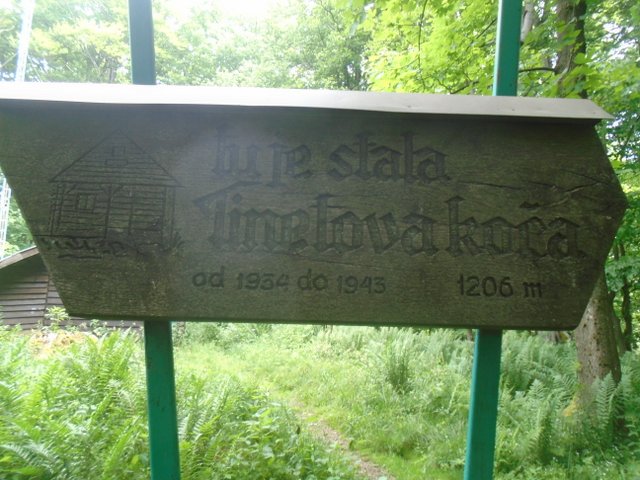 tu je stala
Tinetova koča
od 1934 do 1943 1206 m